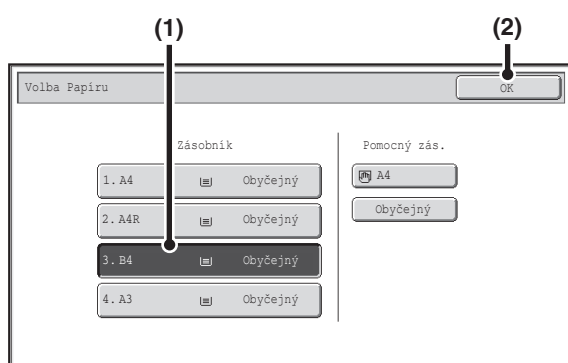 (1)
(2)
Volba Papíru
OK
Zásobník
Pomocný zás.
1. A4 Obyčejný
A4
2. A4R Obyčejný
Obyčejný
3. B4 Obyčejný
4. A3 Obyčejný